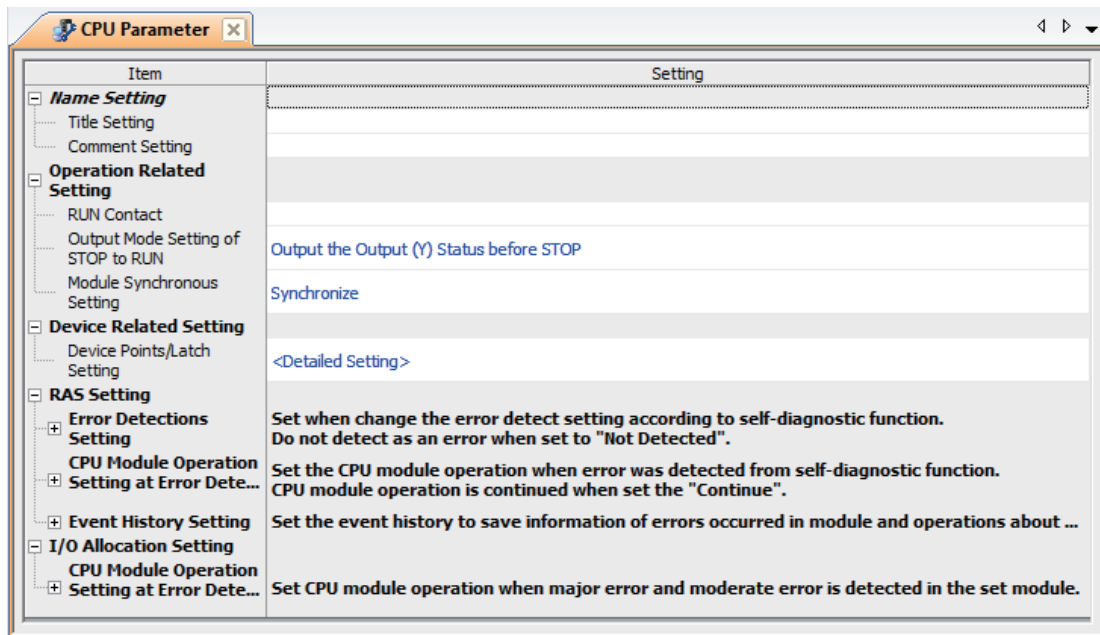 CPU Parameter
Item Setting
Name Setting
Title Setting
Comment Setting
Operation Related
Setting
RUN Contact
Output Mode Setting of
STOP to RUN
Output the Output (Y) Status before STOP
Module Synchronous
Setting
Synchronize
Device Related Setting
Device Points/Latch
Setting
<Detailed Setting>
RAS Setting
Error Detections
Setting
Set when change the error detect setting according to self-diagnostic function.
Do not detect as an error when set to "Not Detected".
CPU Module Operation
Setting at Error Dete...
Set the CPU module operation when error was detected from self-diagnostic function.
CPU module operation is continued when set the "Continue".
Event History Setting
Set the event history to save information of errors occurred in module and operations about ...
I/O Allocation Setting
CPU Module Operation
Setting at Error Dete...
Set CPU module operation when major error and moderate error is detected in the set module.